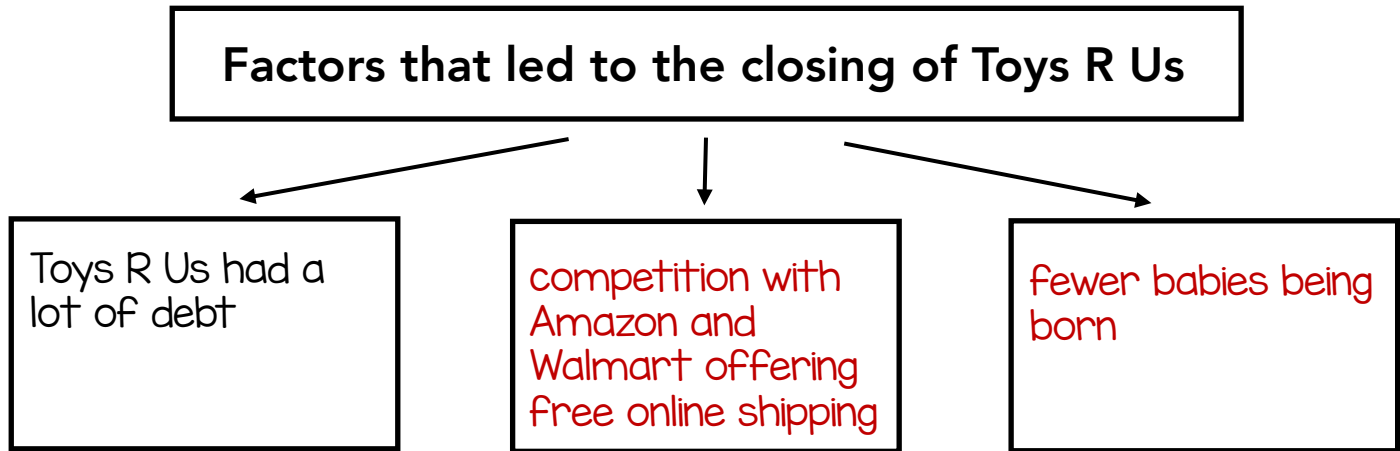 Factors that led to the closing of Toys R Us
Toys R Us had a
lot of debt
competition with
Amazon and
Walmart offering
free online shipping
fewer babies being
born